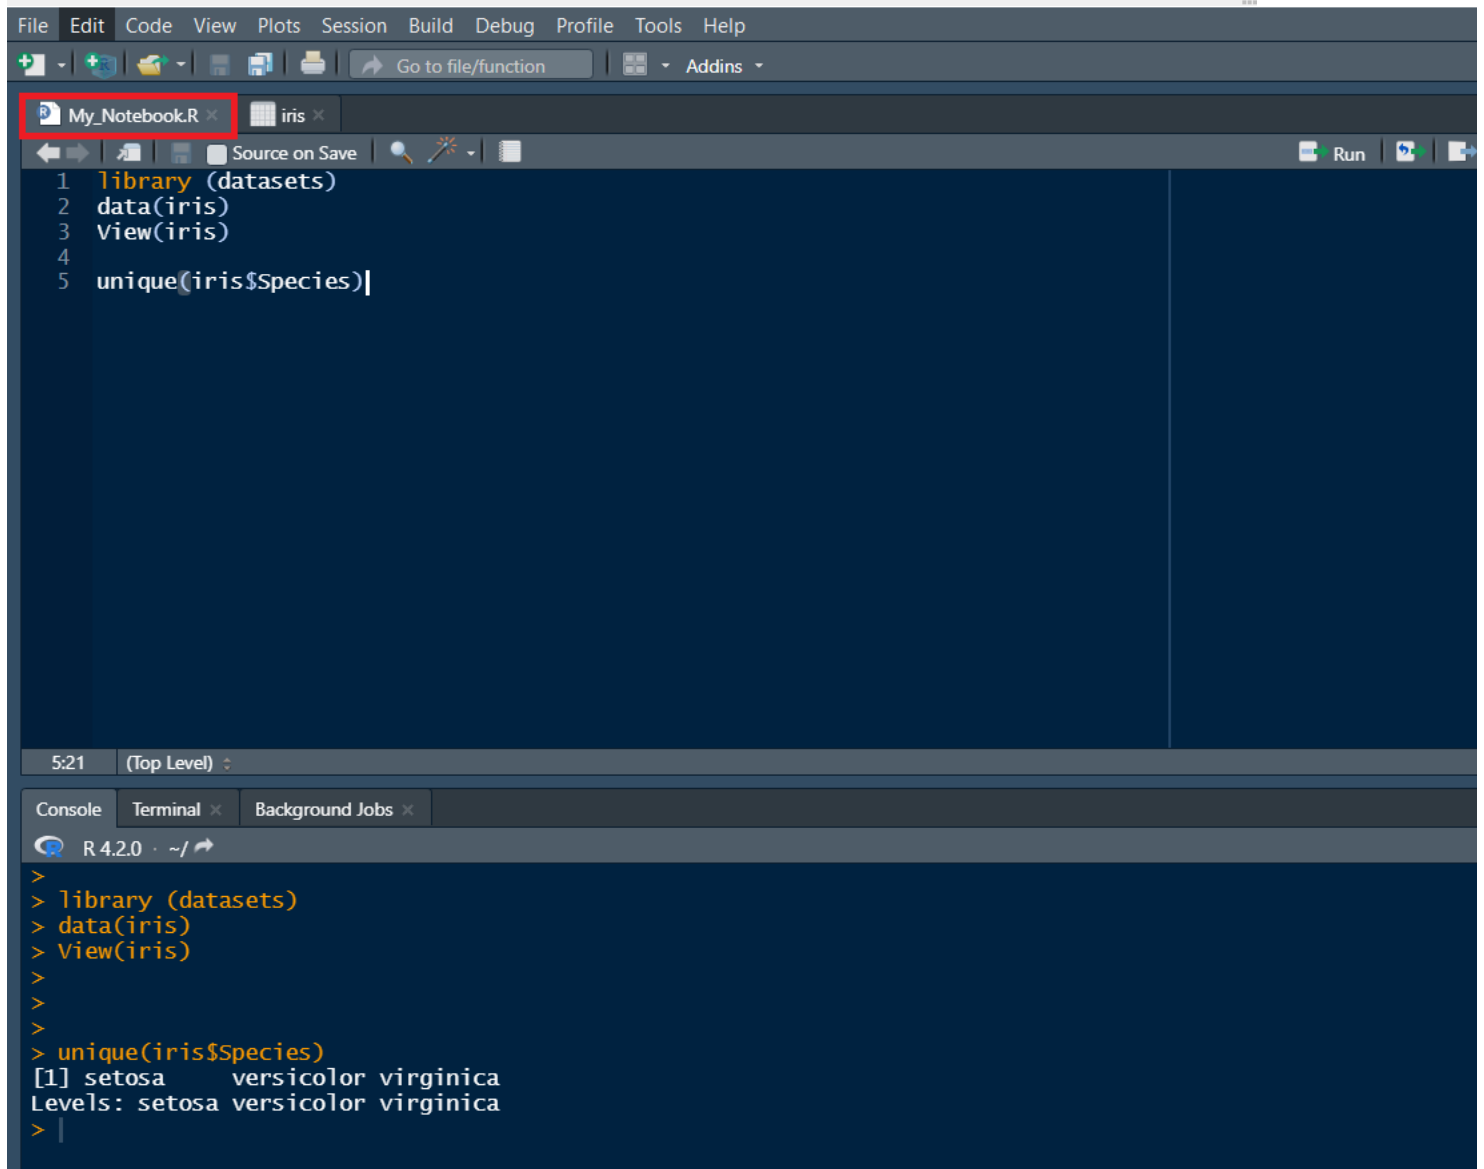 File Edit Code View Plots Session Build Debug Profile Tools Help
Go to file/function Addins
My_Notebook.R iris
Source on Save Run
1 library (datasets)
2 data(iris)
3 View(iris)
4
5 unique(iris$Species)
5:21 (Top Level)
Console Terminal Background Jobs
R R 4.2.0 · ~/
>
> library (datasets)
> data(iris)
> View(iris)
>
>
>
> unique(iris$Species)
[1] setosa     versicolor virginica
Levels: setosa versicolor virginica
>